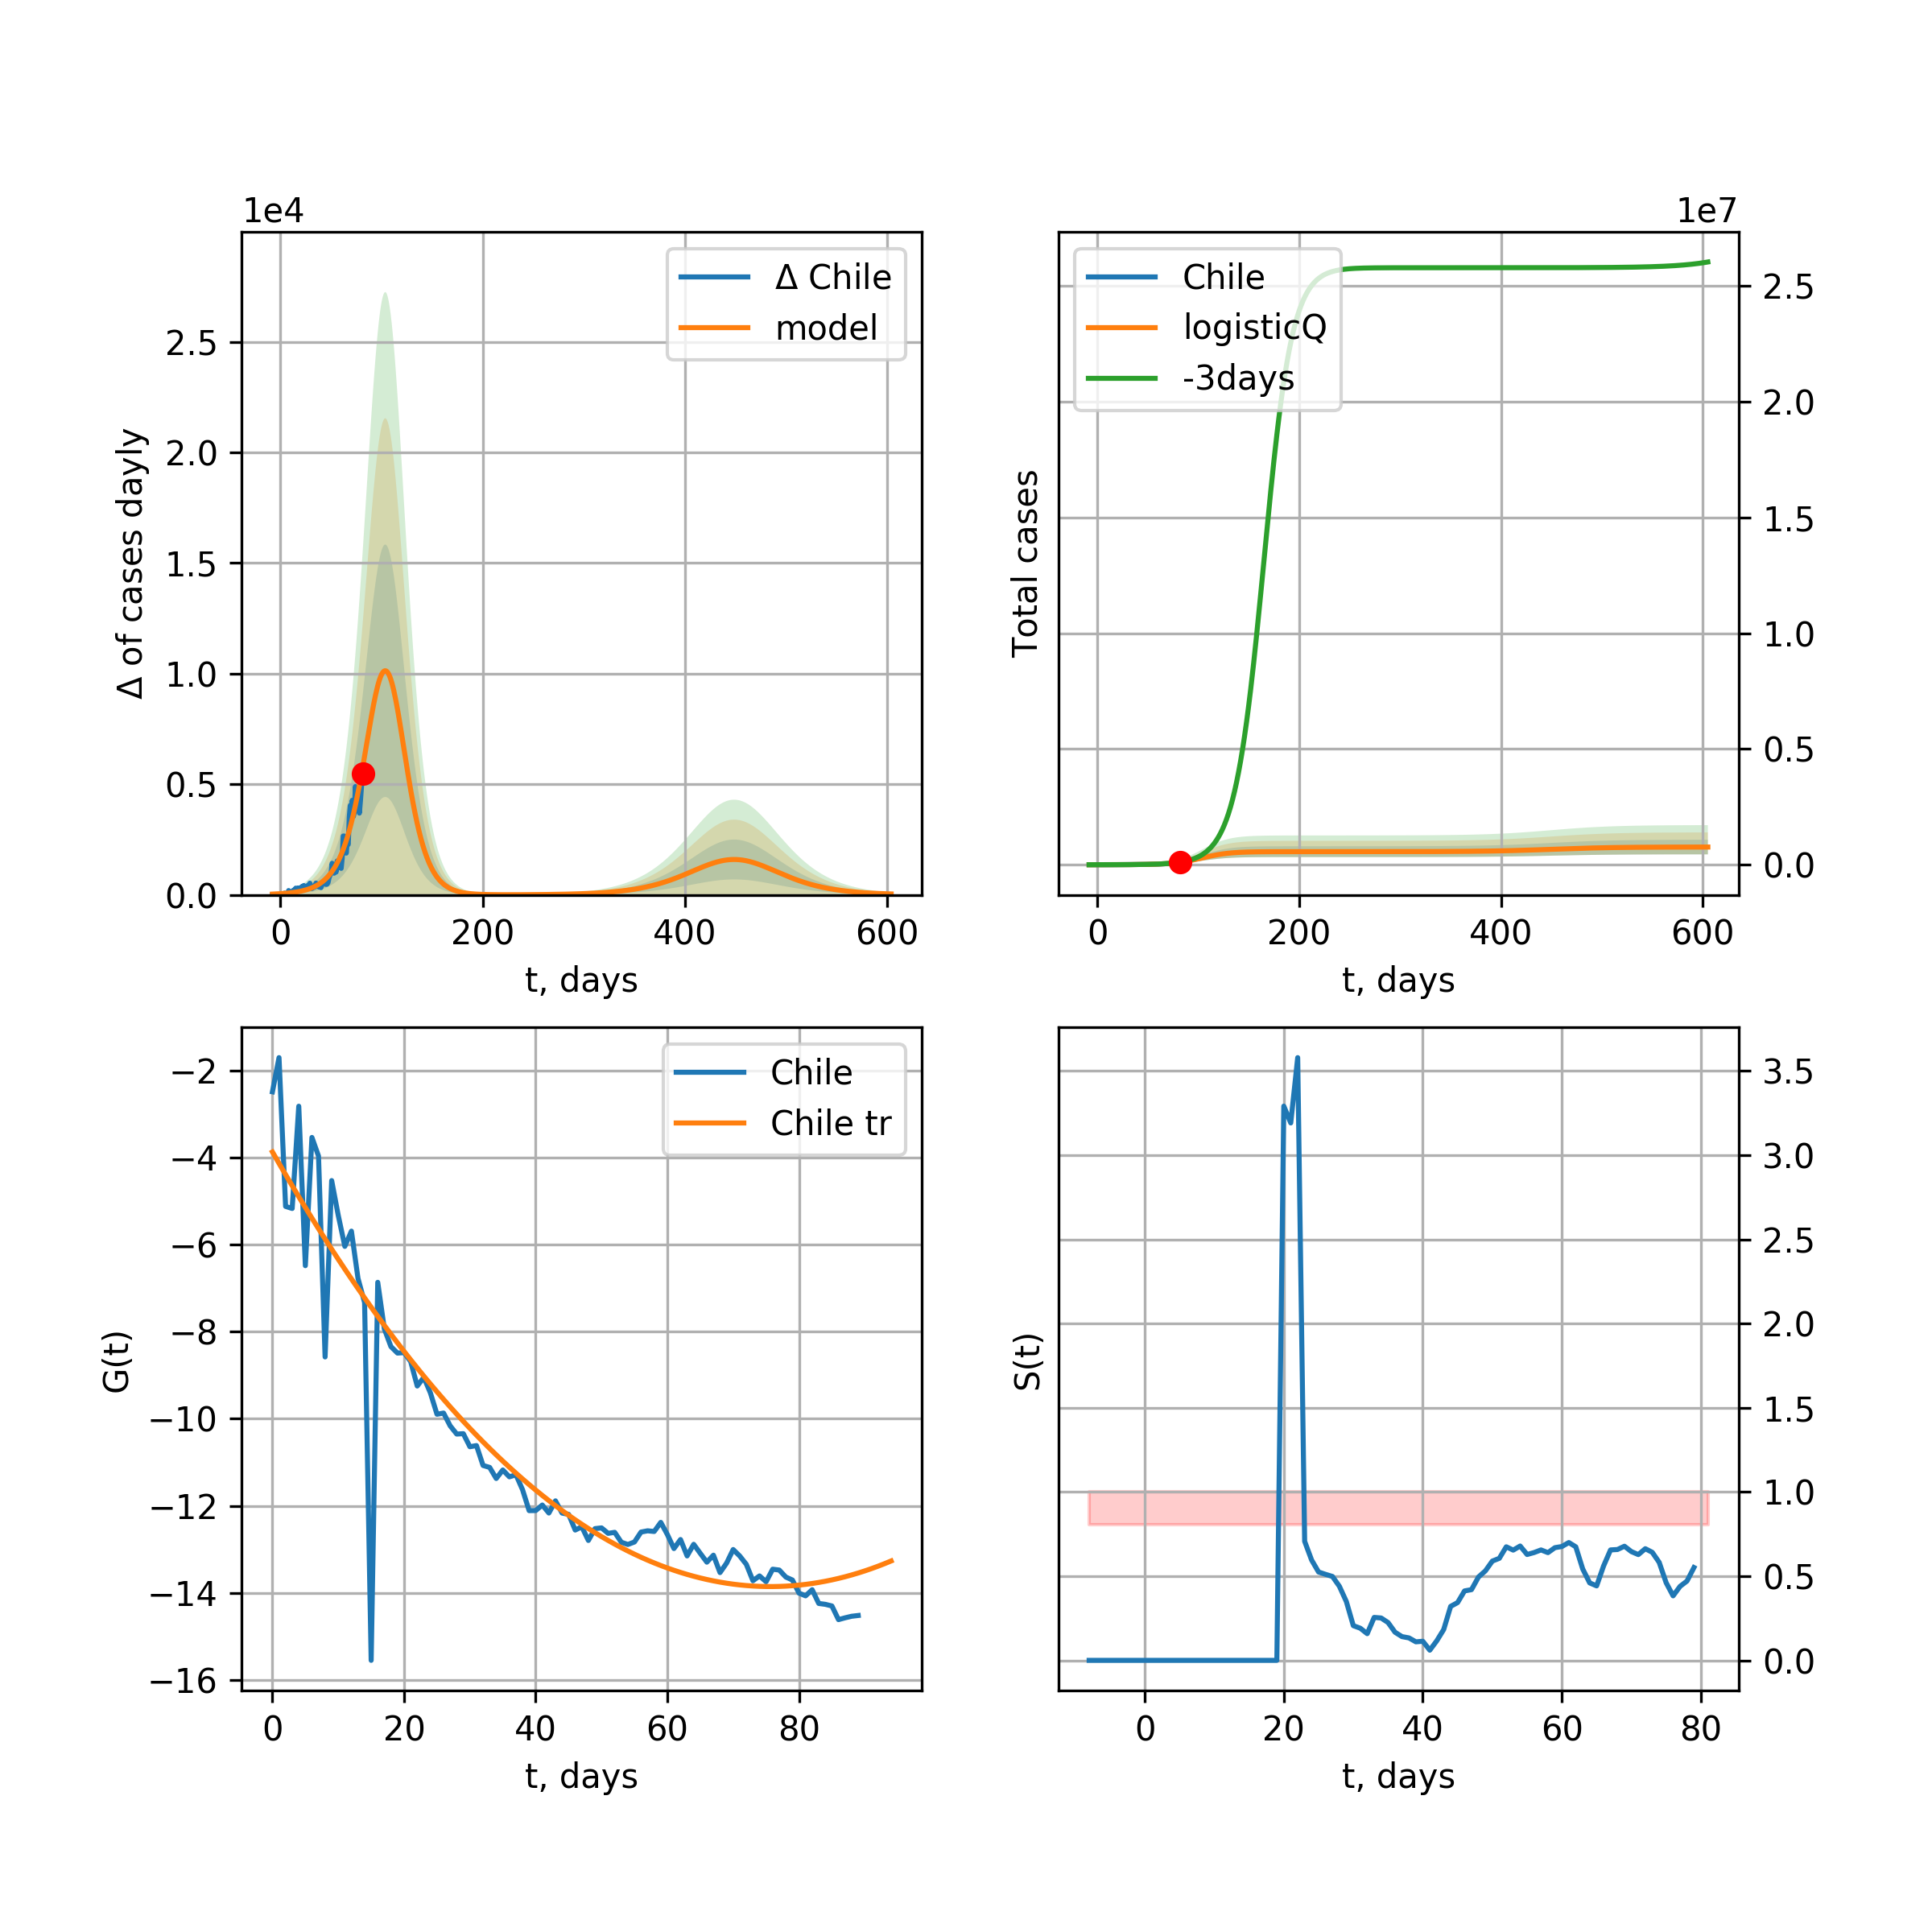 1e4
Δ of cases dayly
2.5
2.0
1.5
1.0
0.5
0.0
0 200 400 600
t, days
Δ Chile
model
1e7
Total cases
2.5
2.0
1.5
1.0
0.5
0.0
0 200 400 600
t, days
Chile
logisticQ
-3days
G(t)
−2
−4
−6
−8
−10
−12
−14
−16
0 20 40 60 80
t, days
Chile
Chile tr
S(t)
3.5
3.0
2.5
2.0
1.5
1.0
0.5
0.0
0 20 40 60 80
t, days